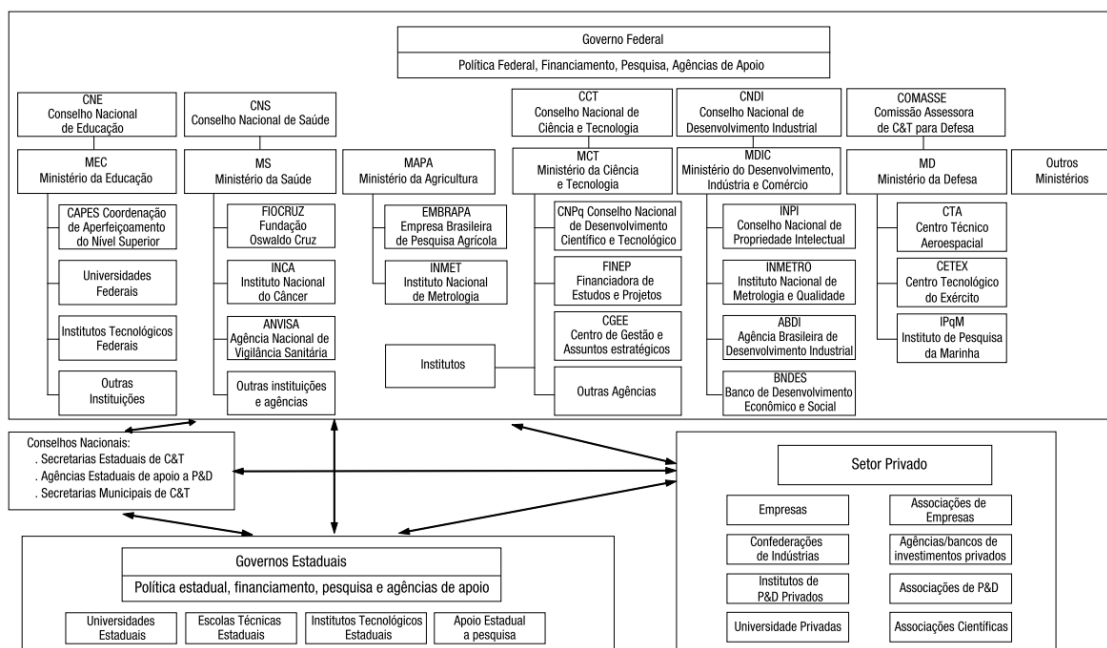 Governo Federal
Política Federal, Financiamento, Pesquisa, Agências de Apoio
CNE
Conselho Nacional
de Educação
CNS
Conselho Nacional de Saúde
CCT
Conselho Nacional de
Ciência e Tecnologia
CNDI
Conselho Nacional de
Desenvolvimento Industrial
COMASSE
Comissão Assessora
de C&T para Defesa
MEC
Ministério da Educação
MS
Ministério da Saúde
MAPA
Ministério da Agricultura
MCT
Ministério da Ciência
e Tecnologia
MDIC
Ministério do Desenvolvimento,
Indústria e Comércio
MD
Ministério da Defesa
Outros
Ministérios
CAPES Coordenação
de Aperfeiçoamento
do Nível Superior
Universidades
Federais
Institutos Tecnológicos
Federais
Outras
Instituições
FIOCRUZ
Fundação
Oswaldo Cruz
INCA
Instituto Nacional
do Câncer
ANVISA
Agência Nacional de
Vigilância Sanitária
Outras instituições
e agências
EMBRAPA
Empresa Brasileira
de Pesquisa Agrícola
INMET
Instituto Nacional
de Metrologia
Institutos
CNPq Conselho Nacional
de Desenvolvimento
Científico e Tecnológico
FINEP
Financiadora de
Estudos e Projetos
CGEE
Centro de Gestão e
Assuntos estratégicos
Outras Agências
INPI
Conselho Nacional de
Propriedade Intelectual
INMETRO
Instituto Nacional de
Metrologia e Qualidade
ABDI
Agência Brasileira de
Desenvolvimento Industrial
BNDES
Banco de Desenvolvimento
Econômico e Social
CTA
Centro Técnico
Aeroespacial
CETEX
Centro Tecnológico
do Exército
IPqM
Instituto de Pesquisa
da Marinha
Conselhos Nacionais:
. Secretarias Estaduais de C&T
. Agências Estaduais de apoio a P&D
. Secretarias Municipais de C&T
Governos Estaduais
Política estadual, financiamento, pesquisa e agências de apoio
Universidades
Estaduais
Escolas Técnicas
Estaduais
Institutos Tecnológicos
Estaduais
Apoio Estadual
a pesquisa
Setor Privado
Empresas
Associações de
Empresas
Confederações
de Indústrias
Agências/bancos de
investimentos privados
Institutos de
P&D Privados
Associações de P&D
Universidade Privadas
Associações Científicas